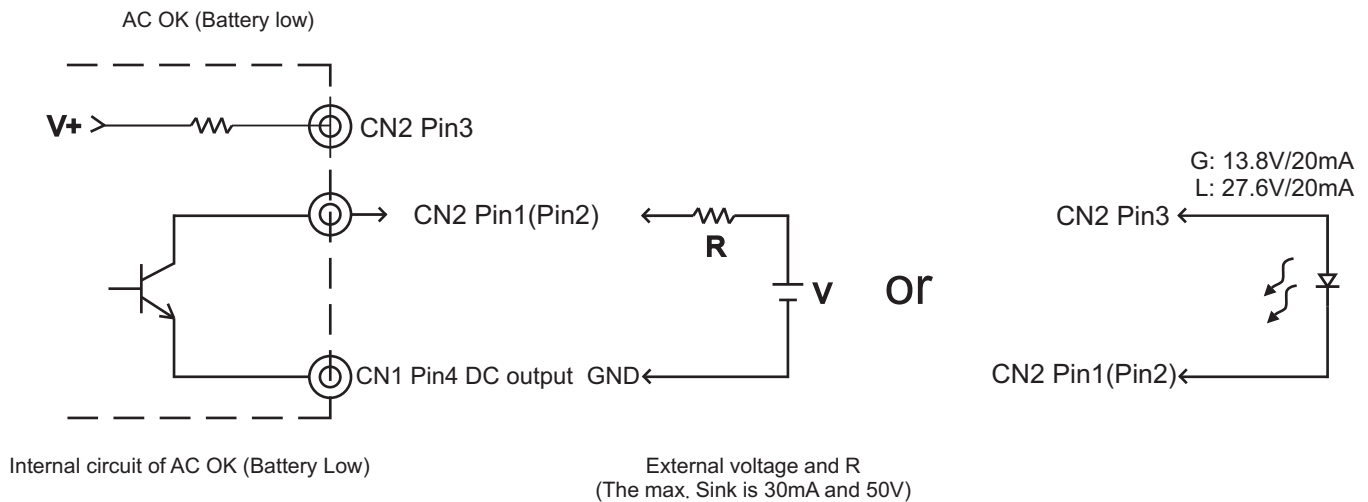 AC OK (Battery low)
V+
CN2 Pin3
CN2 Pin1(Pin2)
R
V
CN1 Pin4 DC output GND
or
G: 13.8V/20mA
L: 27.6V/20mA
CN2 Pin3
CN2 Pin1(Pin2)
Internal circuit of AC OK (Battery Low)
External voltage and R
(The max. Sink is 30mA and 50V)